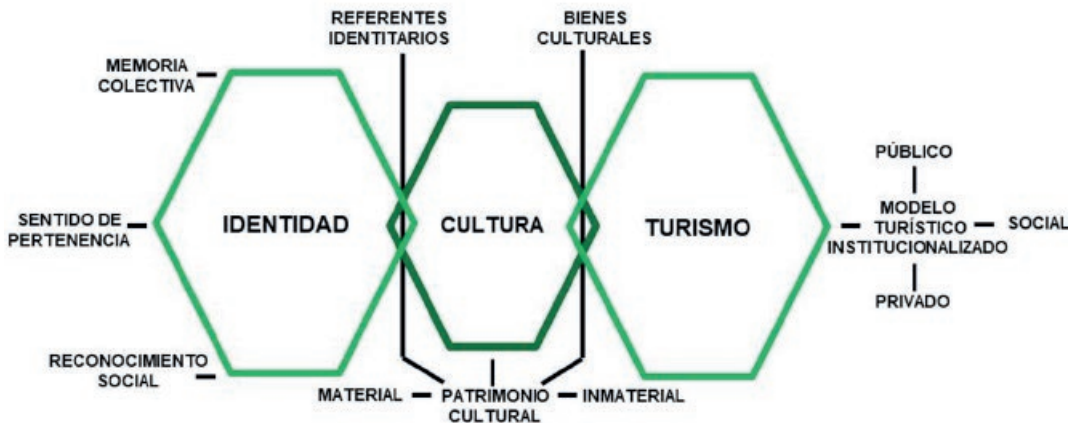 REFERENTES
IDENTITARIOS
BIENES
CULTURALES
MEMORIA
COLECTIVA
PÚBLICO
SENTIDO DE
PERTENENCIA
IDENTIDAD
CULTURA
TURISMO
MODELO
TURÍSTICO
INSTITUCIONALIZADO
SOCIAL
PRIVADO
RECONOCIMIENTO
SOCIAL
MATERIAL
PATRIMONIO
CULTURAL
INMATERIAL